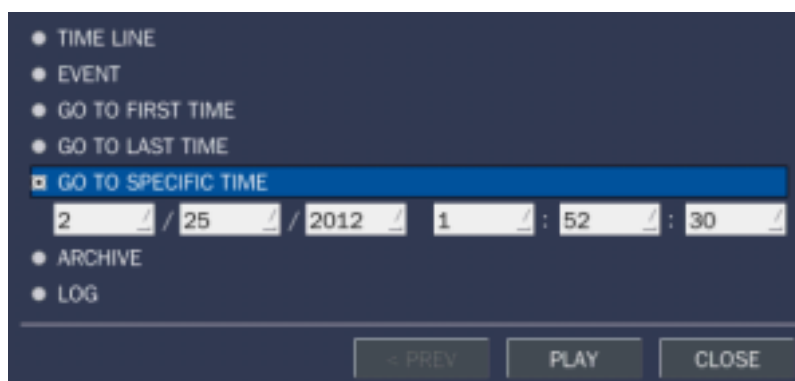 TIME LINE
EVENT
GO TO FIRST TIME
GO TO LAST TIME
GO TO SPECIFIC TIME
2 / 25 / 2012 1 : 52 : 30
ARCHIVE
LOG
< PREV PLAY CLOSE